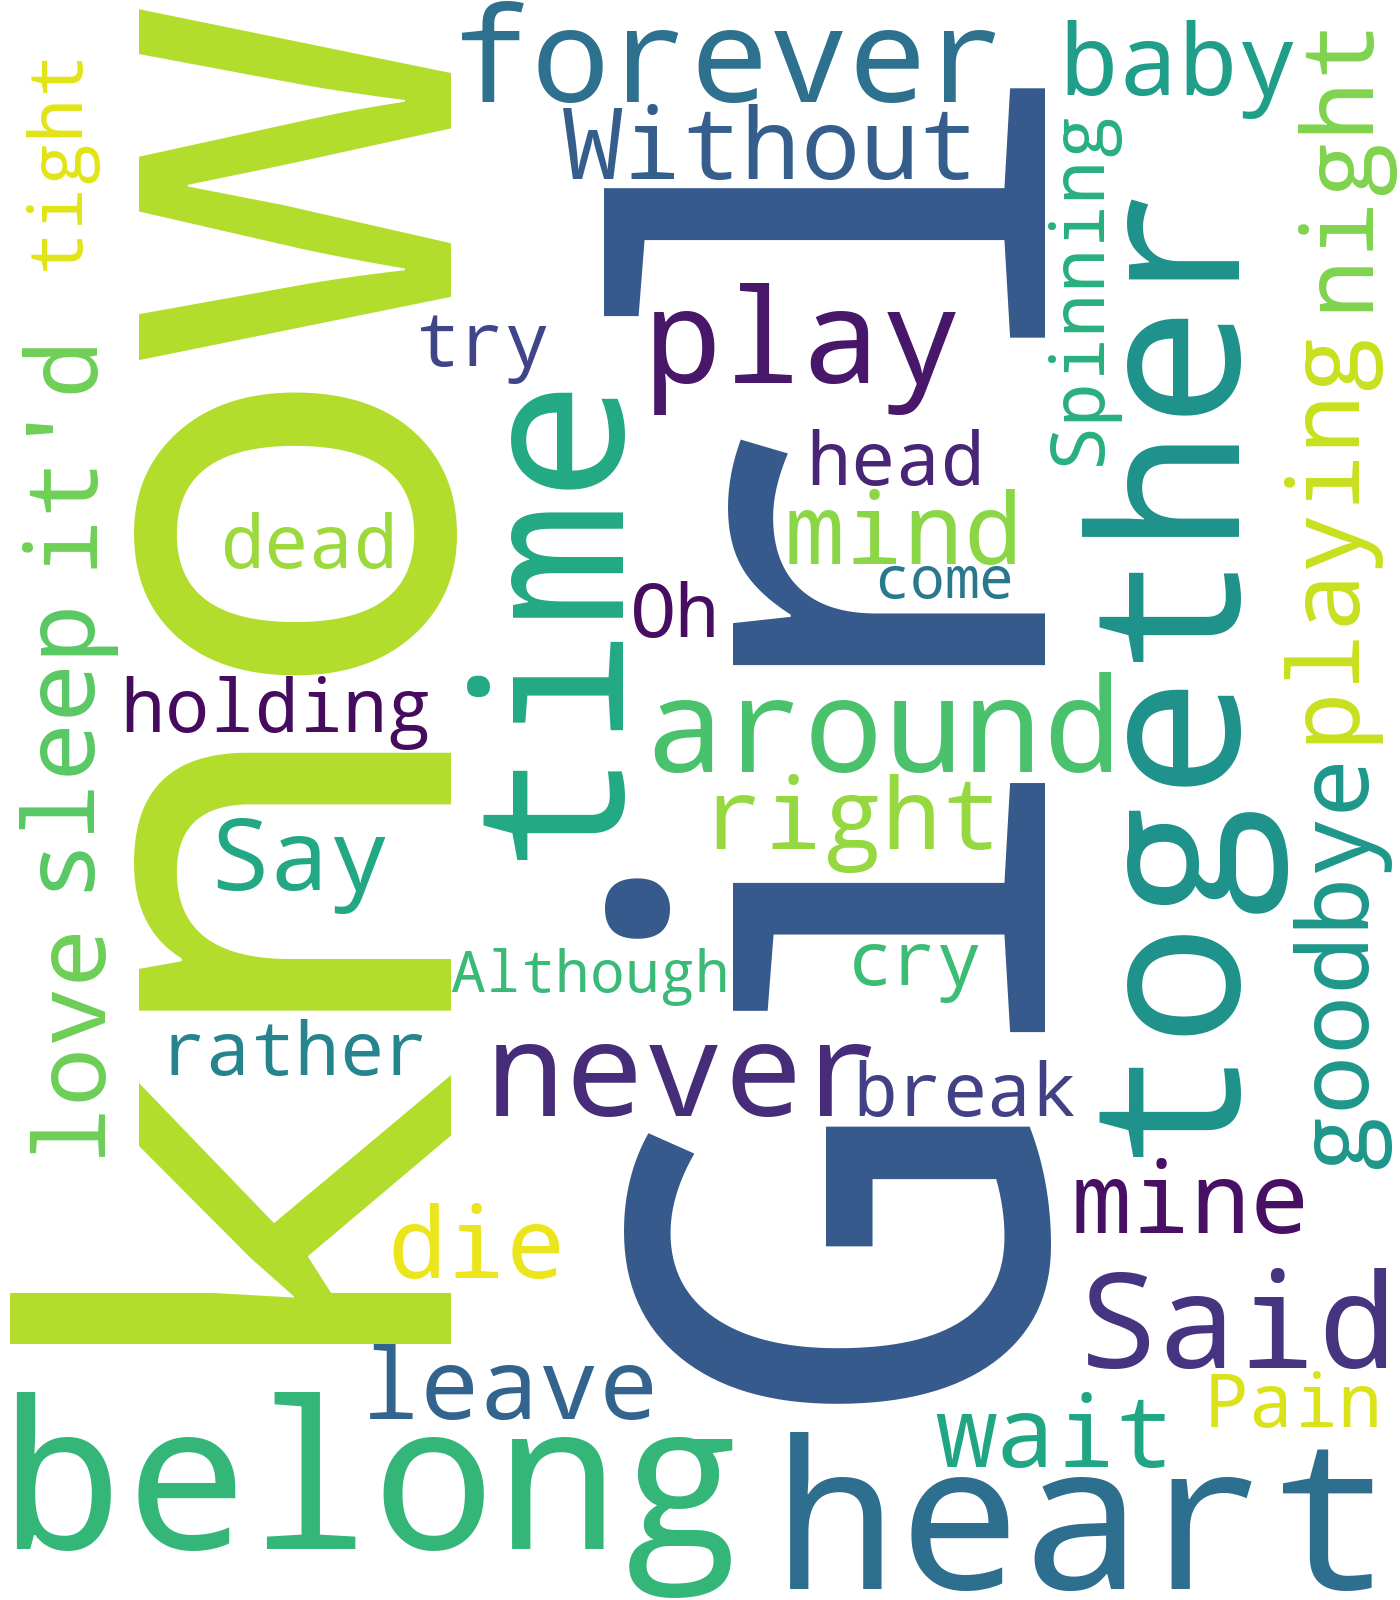 forever
baby
Without
tight
night
Spinning
know
Girl
together
play
try
it'd
time
head
mind
dead
come
Oh
playing
sleep
holding
around
right
Say
goodbye
love
Although
cry
rather
never
break
mine
die
Said
leave
Pain
wait
belong
heart